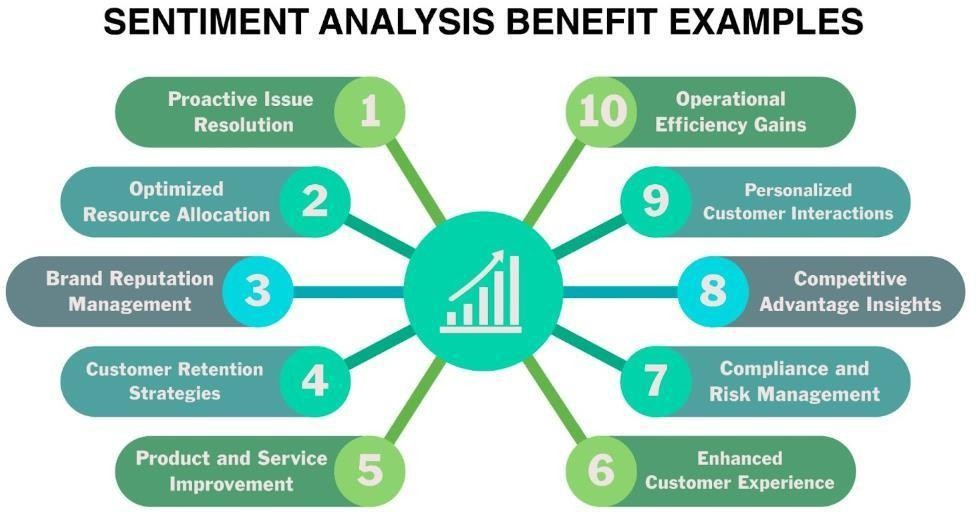 SENTIMENT ANALYSIS BENEFIT EXAMPLES
Proactive Issue
Resolution
1
Optimized
Resource Allocation
2
Brand Reputation
Management
3
Customer Retention
Strategies
4
Product and Service
Improvement
5
10
Operational
Efficiency Gains
9
Personalized
Customer Interactions
8
Competitive
Advantage Insights
7
Compliance and
Risk Management
6
Enhanced
Customer Experience